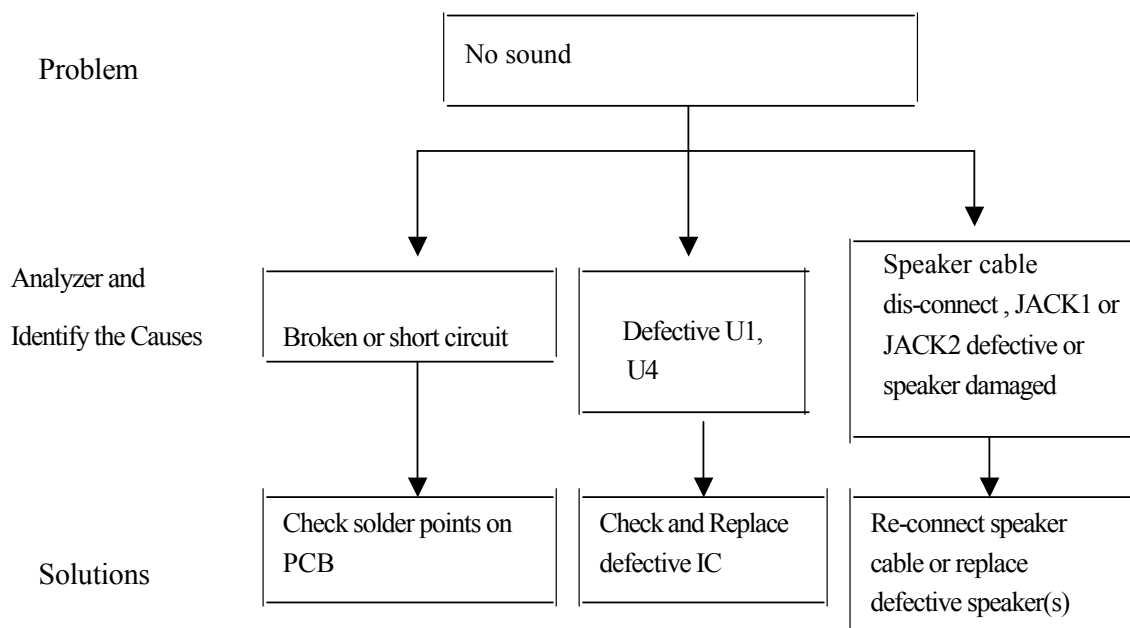 Problem
No sound
Analyzer and
Identify the Causes
Broken or short circuit
Defective U1,
U4
Speaker cable
dis-connect , JACK1 or
JACK2 defective or
speaker damaged
Solutions
Check solder points on
PCB
Check and Replace
defective IC
Re-connect speaker
cable or replace
defective speaker(s)